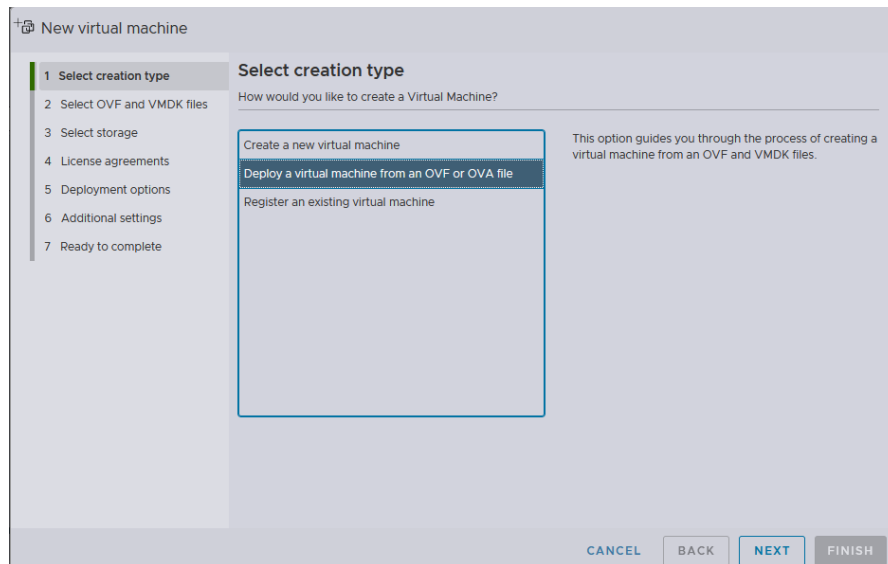 New virtual machine
1 Select creation type
2 Select OVF and VMDK files
3 Select storage
4 License agreements
5 Deployment options
6 Additional settings
7 Ready to complete
Select creation type
How would you like to create a Virtual Machine?
Create a new virtual machine
Deploy a virtual machine from an OVF or OVA file
Register an existing virtual machine
This option guides you through the process of creating a
virtual machine from an OVF and VMDK files.
CANCEL BACK NEXT FINISH